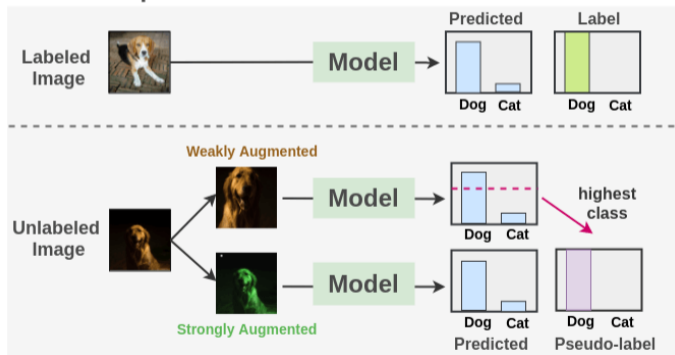 Predicted
Label
Labeled
Image
Model
Dog
Cat
Dog
Cat
Weakly Augmented
Unlabeled
Image
Model
Dog
Cat
highest
class
Strongly Augmented
Model
Dog
Cat
Predicted
Dog
Cat
Pseudo-label